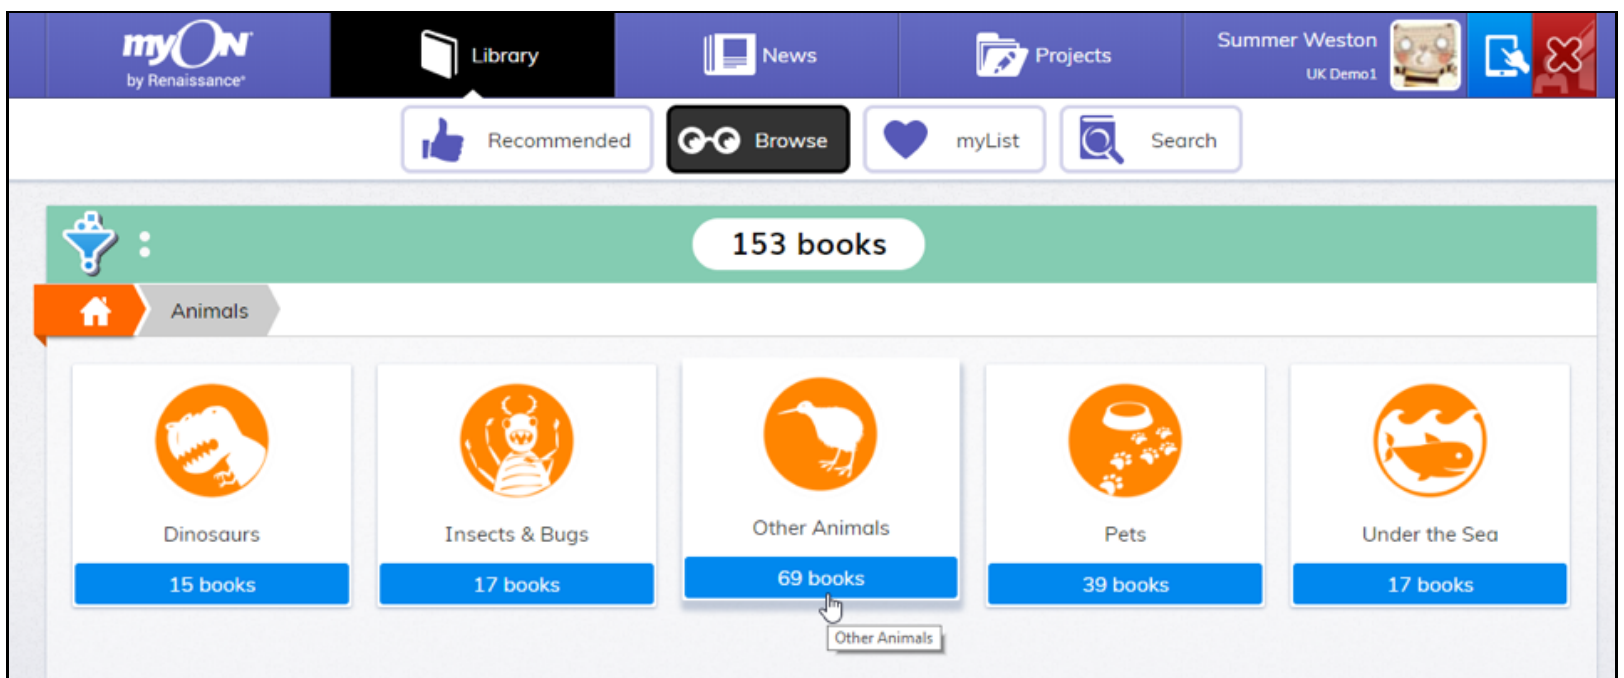 myON
by Renaissance®
Library
News
Projects
Summer Weston
UK Demo1
Recommended
Browse
myList
Search
153 books
Animals
Dinosaurs
15 books
Insects & Bugs
17 books
Other Animals
69 books
Pets
39 books
Under the Sea
17 books
Other Animals